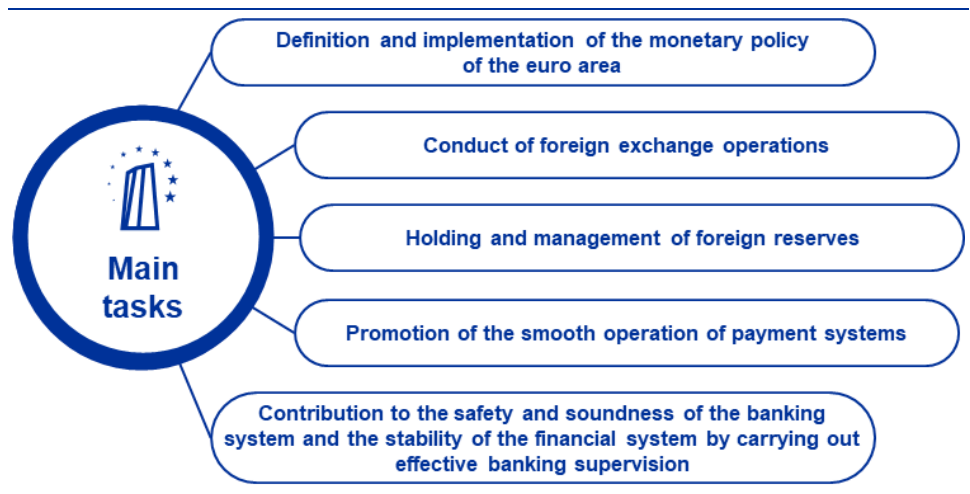 Definition and implementation of the monetary policy
of the euro area
Conduct of foreign exchange operations
Main
tasks
Holding and management of foreign reserves
Promotion of the smooth operation of payment systems
Contribution to the safety and soundness of the banking
system and the stability of the financial system by carrying out
effective banking supervision